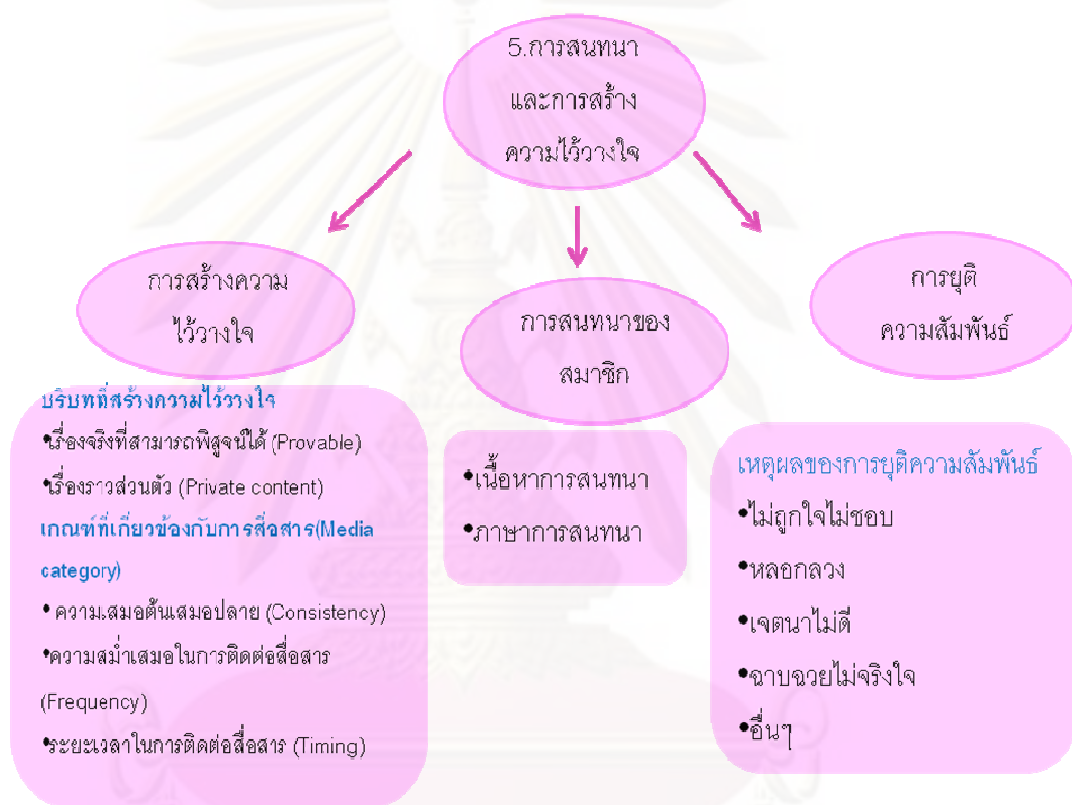 5.การสนทนา
และการสร้าง
ความไว้วางใจ
การสร้างความ
ไว้วางใจ
บริบทที่สร้างความไว้วางใจ
•เรื่องจริงที่สามารถพิสูจน์ได้ (Provable)
•เรื่องราวส่วนตัว (Private content)
เกณฑ์ที่เกี่ยวข้องกับการสื่อสาร(Media
category)
• ความเสมอต้นเสมอปลาย (Consistency)
•ความสม่ำเสมอในการติดต่อสื่อสาร
(Frequency)
•ระยะเวลาในการติดต่อสื่อสาร (Timing)
การสนทนาของ
สมาชิก
•เนื้อหาการสนทนา
•ภาษาการสนทนา
การยุติ
ความสัมพันธ์
เหตุผลของการยุติความสัมพันธ์
•ไม่ถูกใจไม่ชอบ
•หลอกลวง
•เจตนาไม่ดี
•ฉาบฉวยไม่จริงใจ
•อื่นๆ